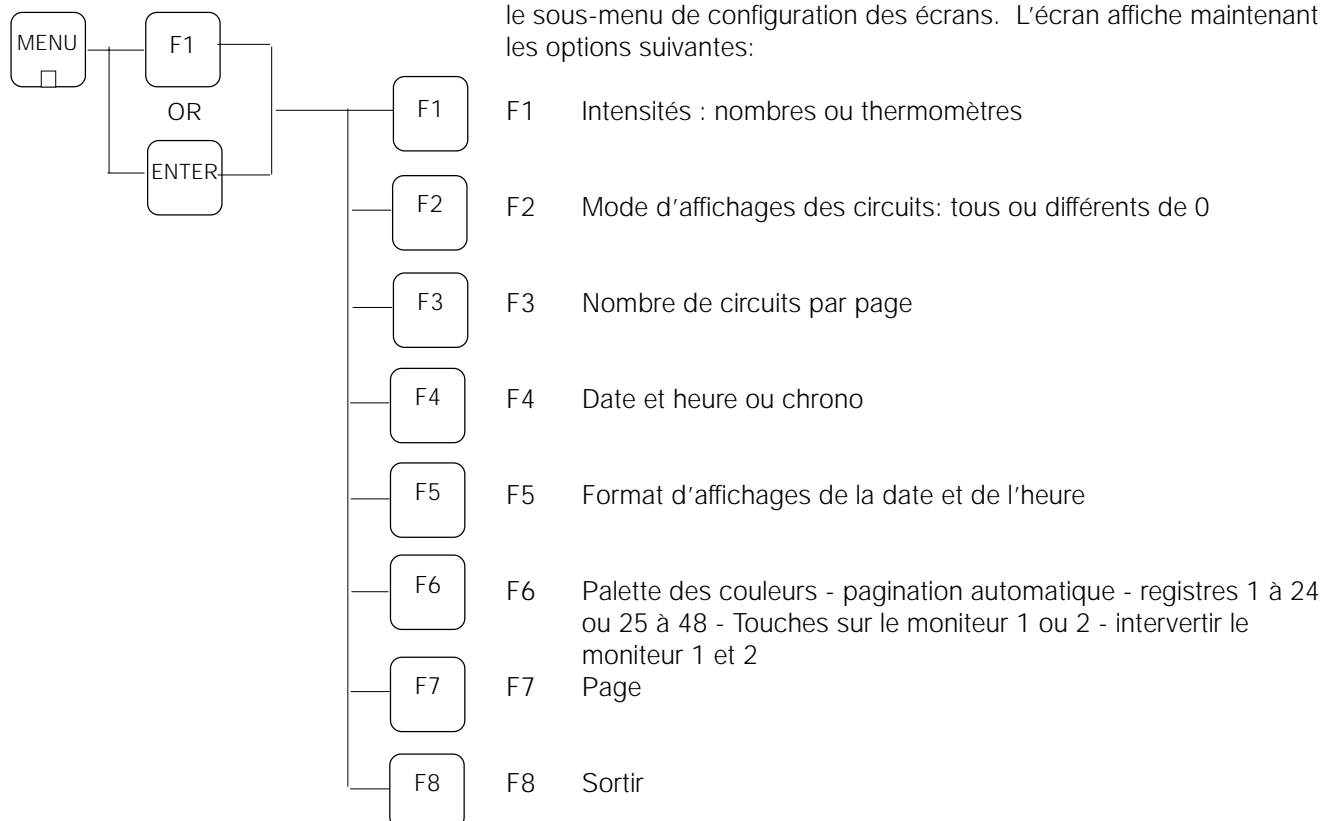 le sous-menu de configuration des écrans. L'écran affiche maintenant
les options suivantes:
MENU
F1
OR
ENTER
F1
F1 Intensités : nombres ou thermomètres
F2
F2 Mode d'affichages des circuits: tous ou différents de 0
F3
F3 Nombre de circuits par page
F4
F4 Date et heure ou chrono
F5
F5 Format d'affichages de la date et de l'heure
F6
F6 Palette des couleurs - pagination automatique - registres 1 à 24
ou 25 à 48 - Touches sur le moniteur 1 ou 2 - intervertir le
moniteur 1 et 2
F7
F7 Page
F8
F8 Sortir